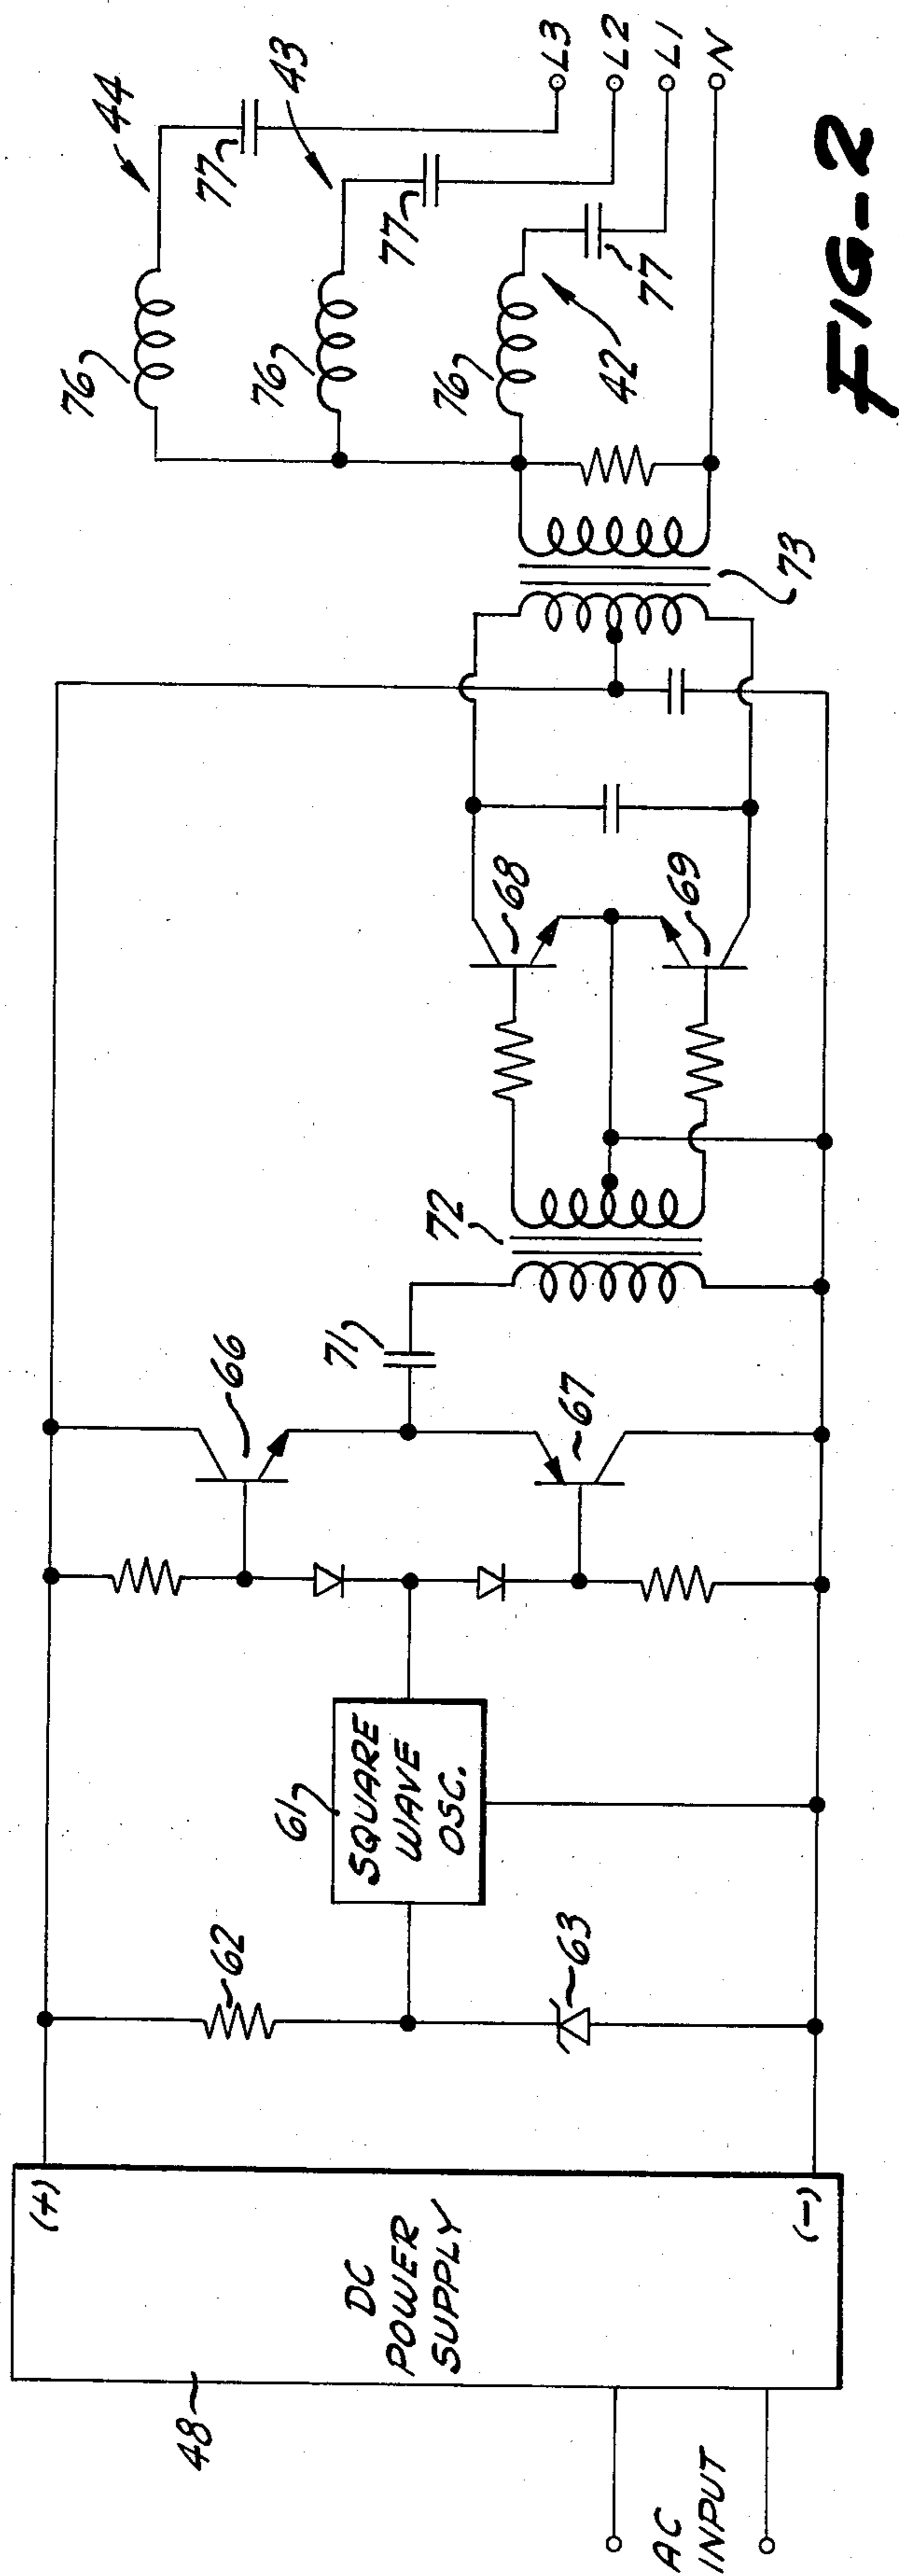 48
DC
POWER
SUPPLY
(+)
(-)
AC
INPUT
62
63
61
SQUARE
WAVE
OSC.
66
67
71
72
68
69
73
76
76
76
44
43
42
77
77
77
L3
L2
L1
N
FIG-2